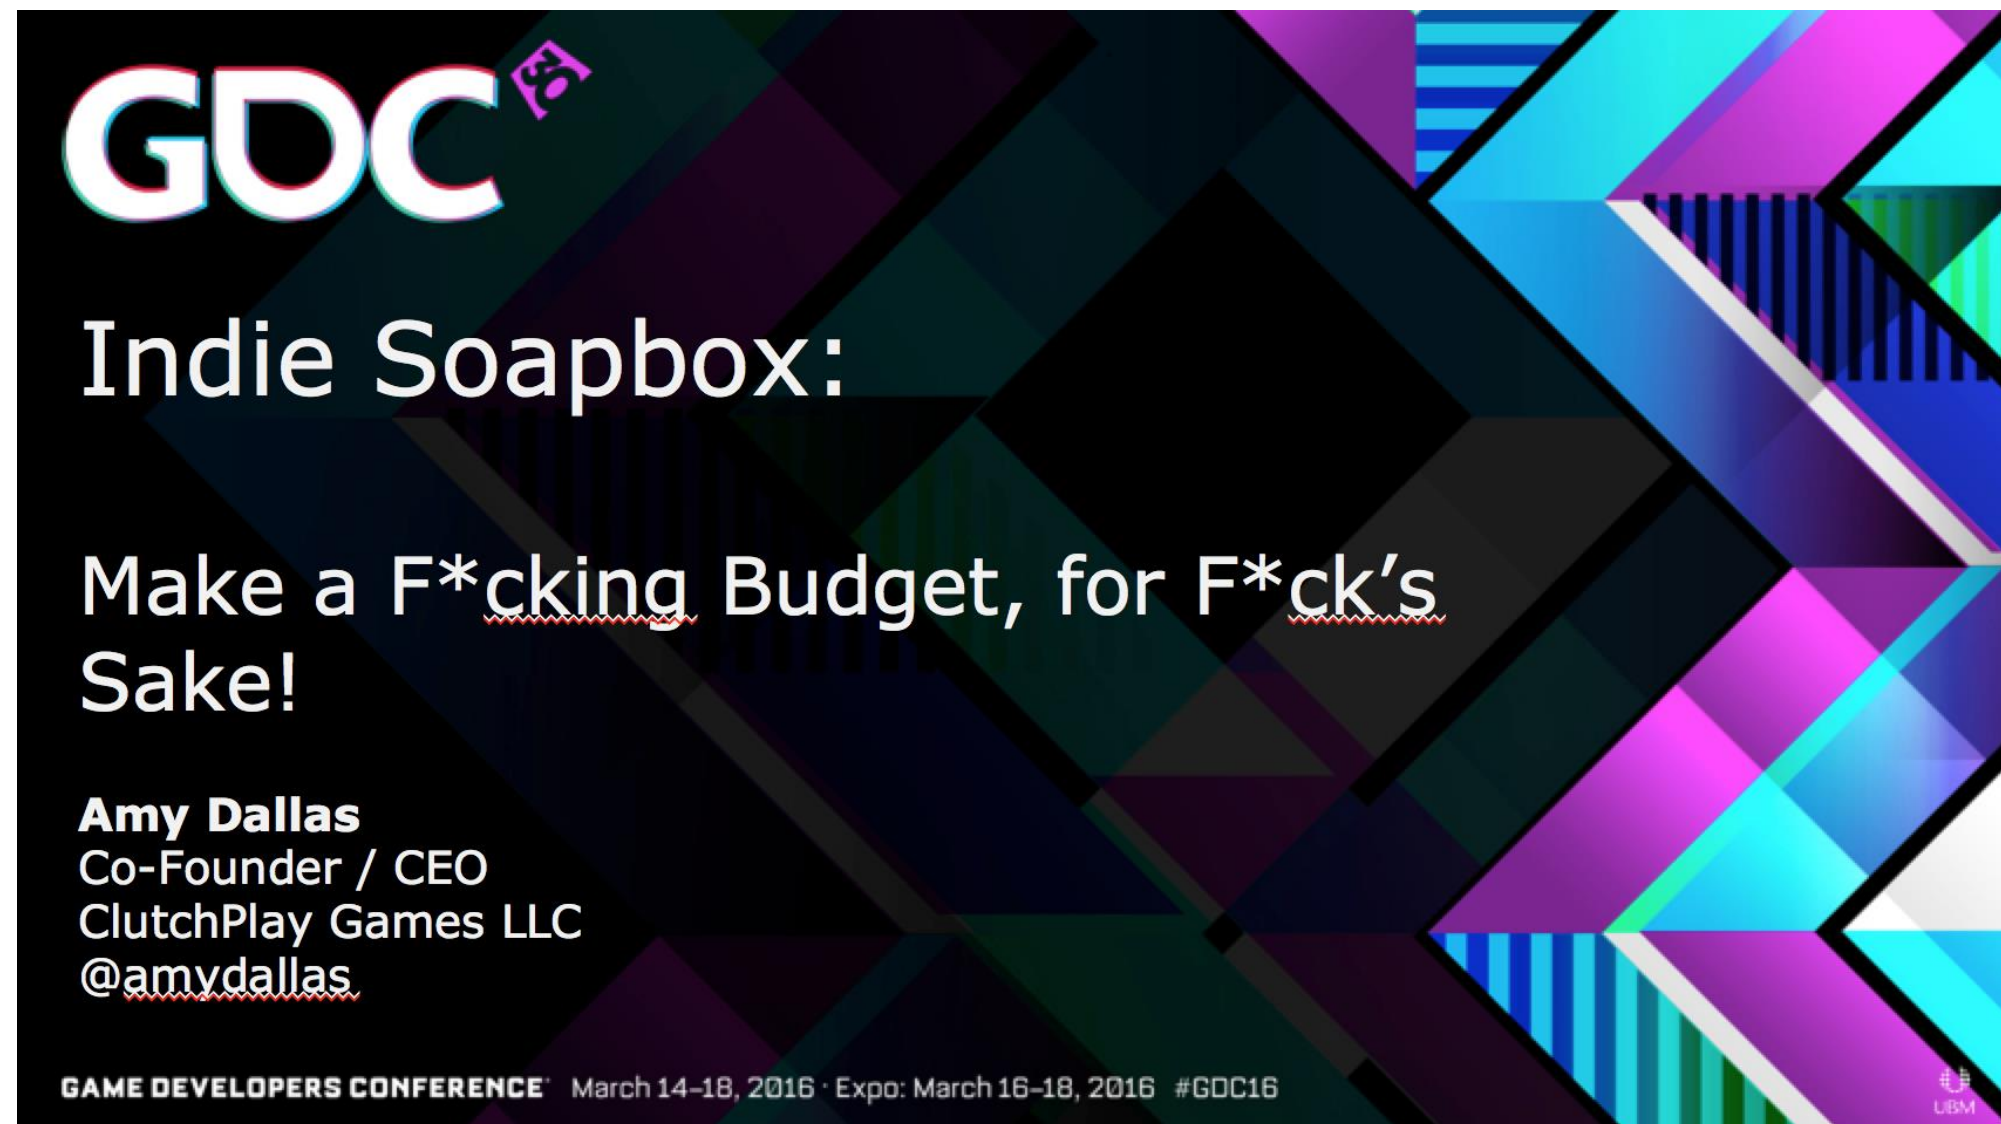 GDC 30
Indie Soapbox:
Make a F*cking Budget, for F*ck’s
Sake!
Amy Dallas
Co-Founder / CEO
ClutchPlay Games LLC
@amydallas
GAME DEVELOPERS CONFERENCE March 14–18, 2016 · Expo: March 16–18, 2016 #GDC16
UBM